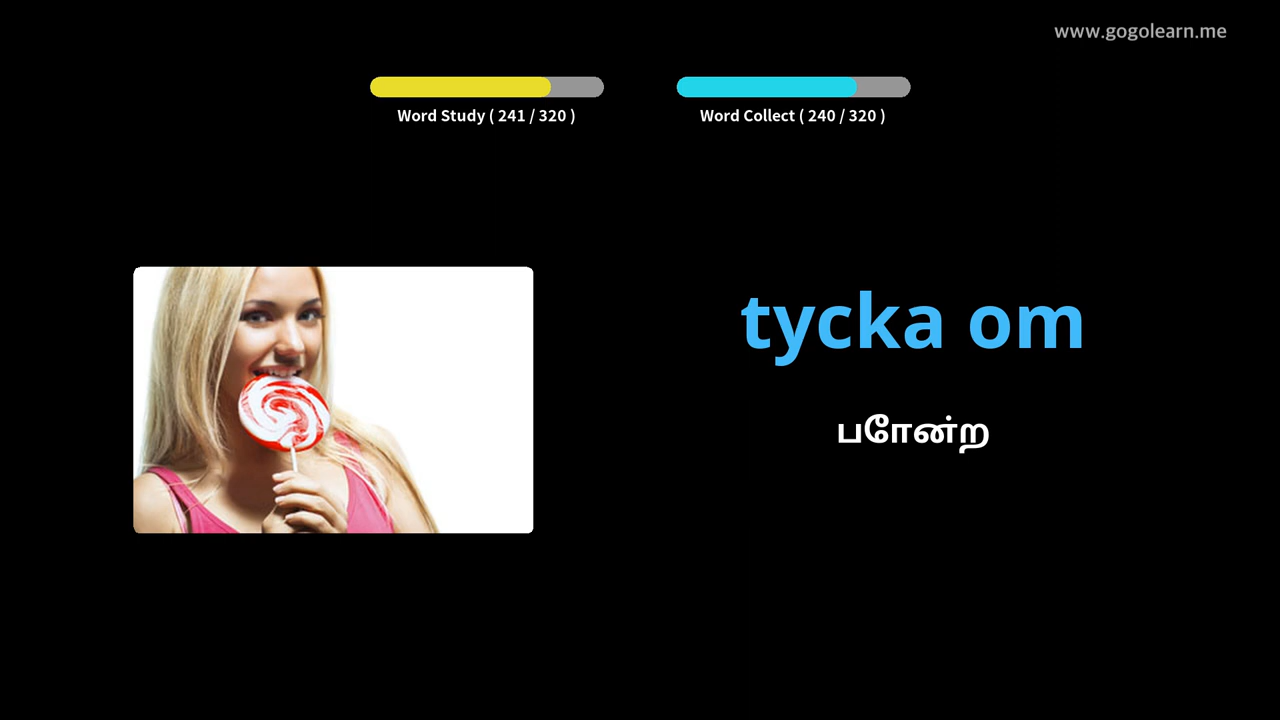 www.gogolearn.me
Word Study ( 241 / 320 )
Word Collect ( 240 / 320 )
tycka om
போன்ற